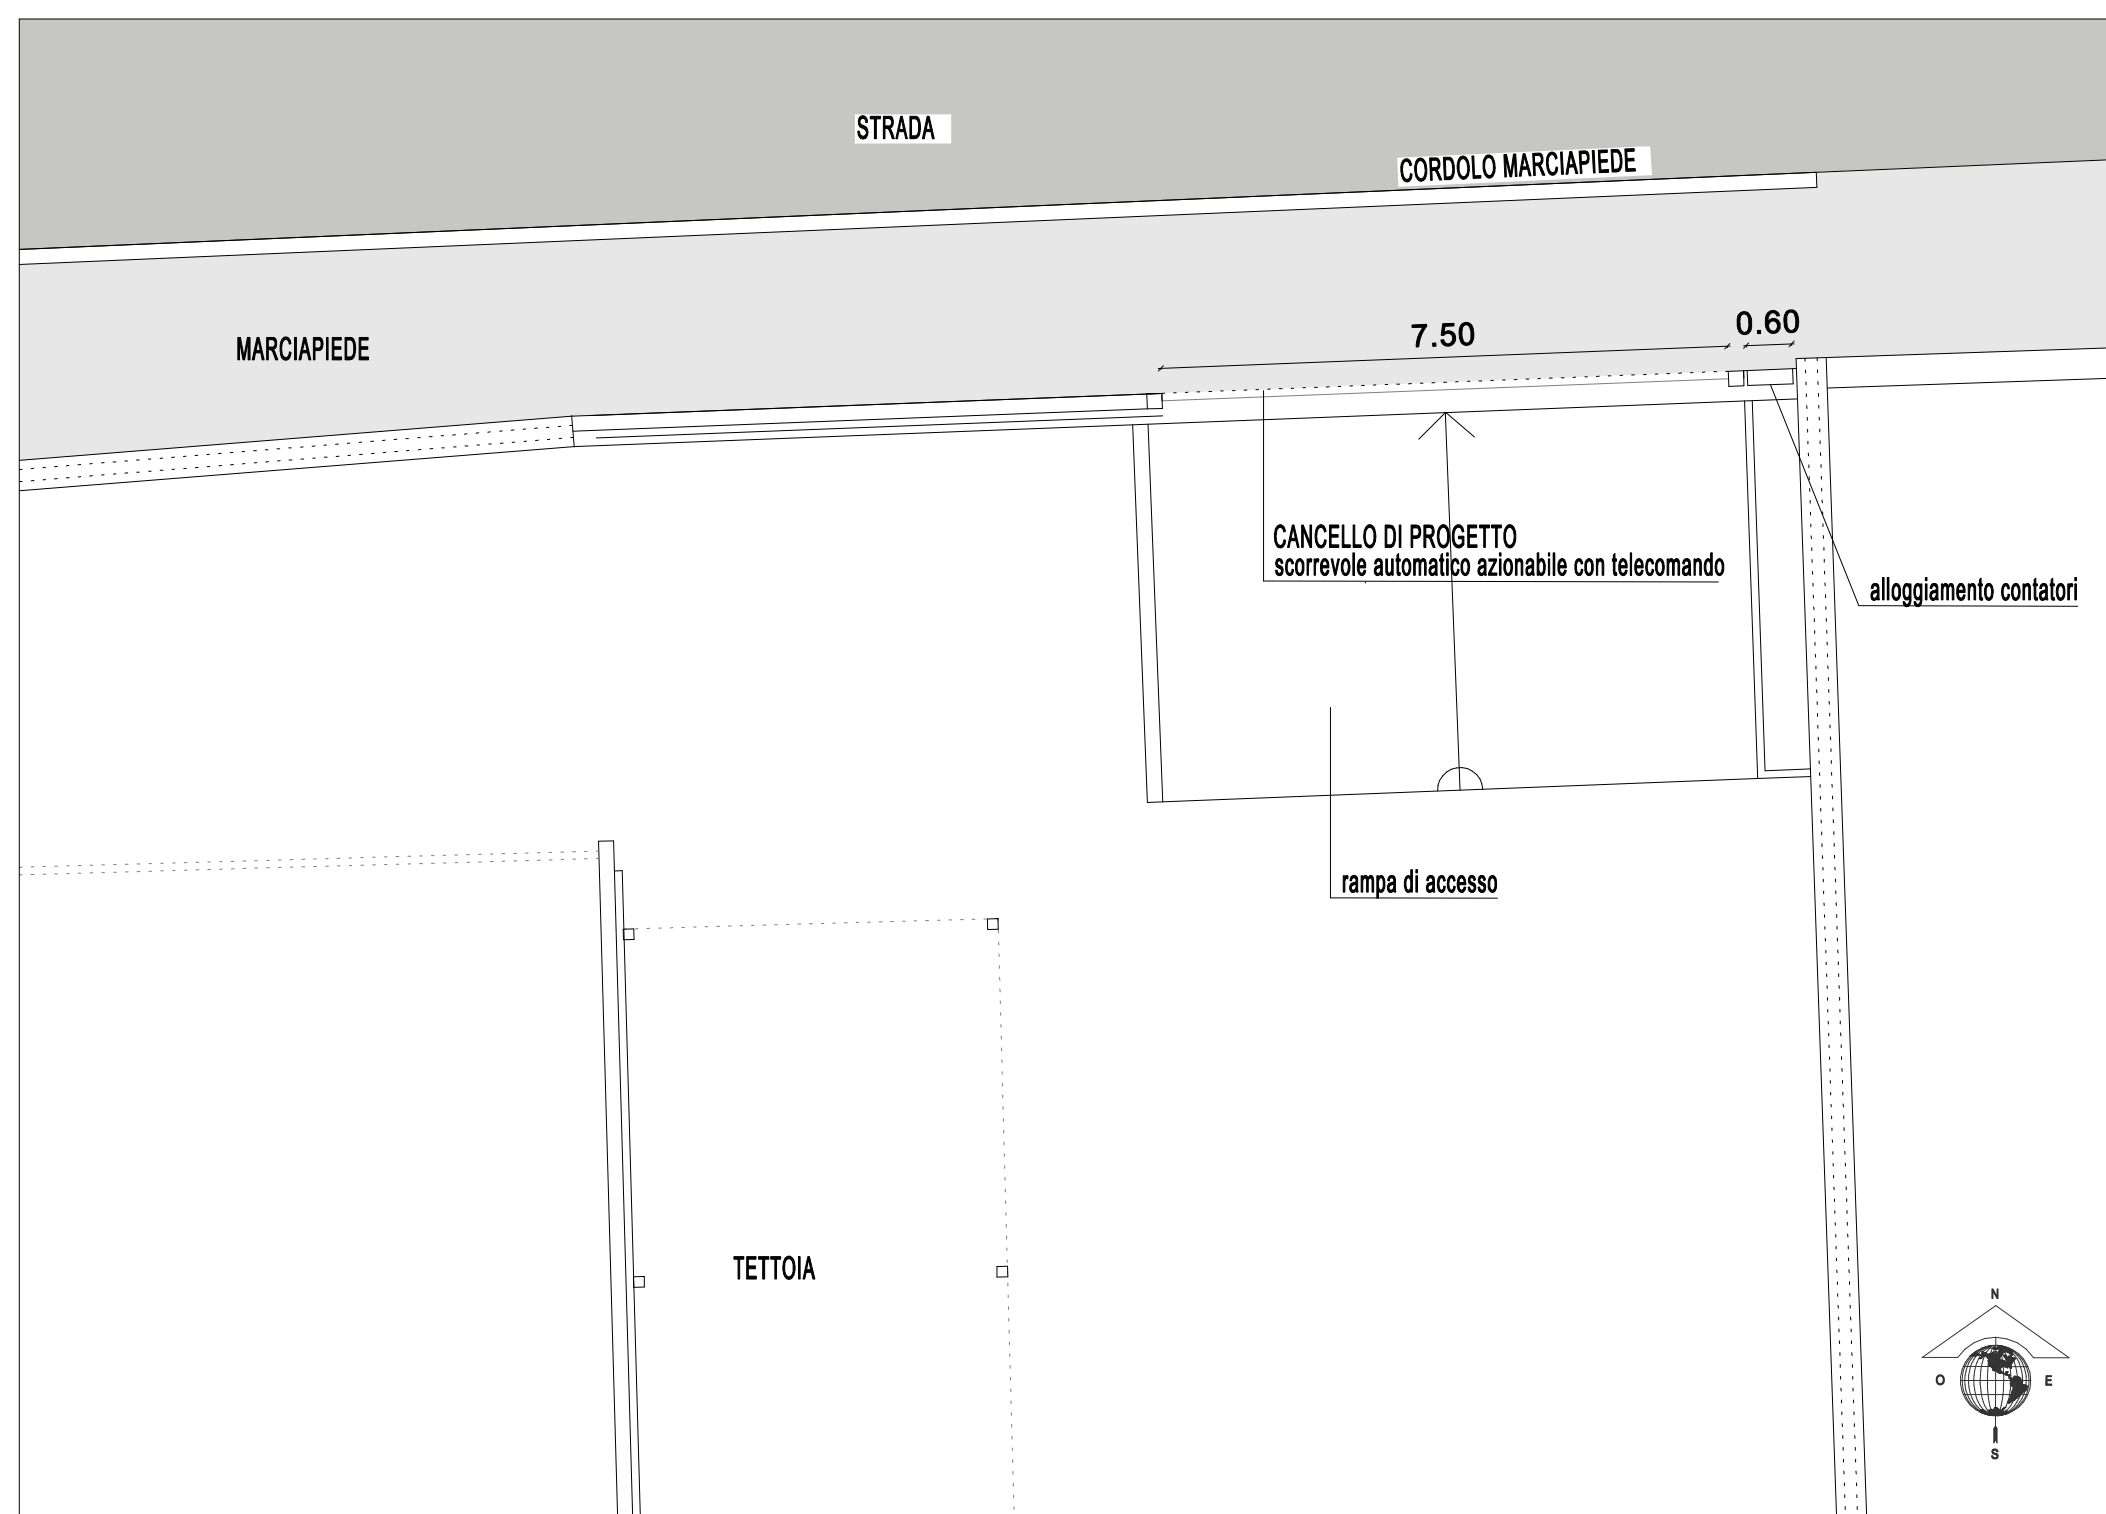 STRADA
CORDOLO MARCIAPIEDE
7.50
0.60
MARCIAPIEDE
CANCELLO DI PROGETTO
scorrevole automatico azionabile con telecomando
alloggiamento contatori
rampa di accesso
TETTOIA
N
O
E
S